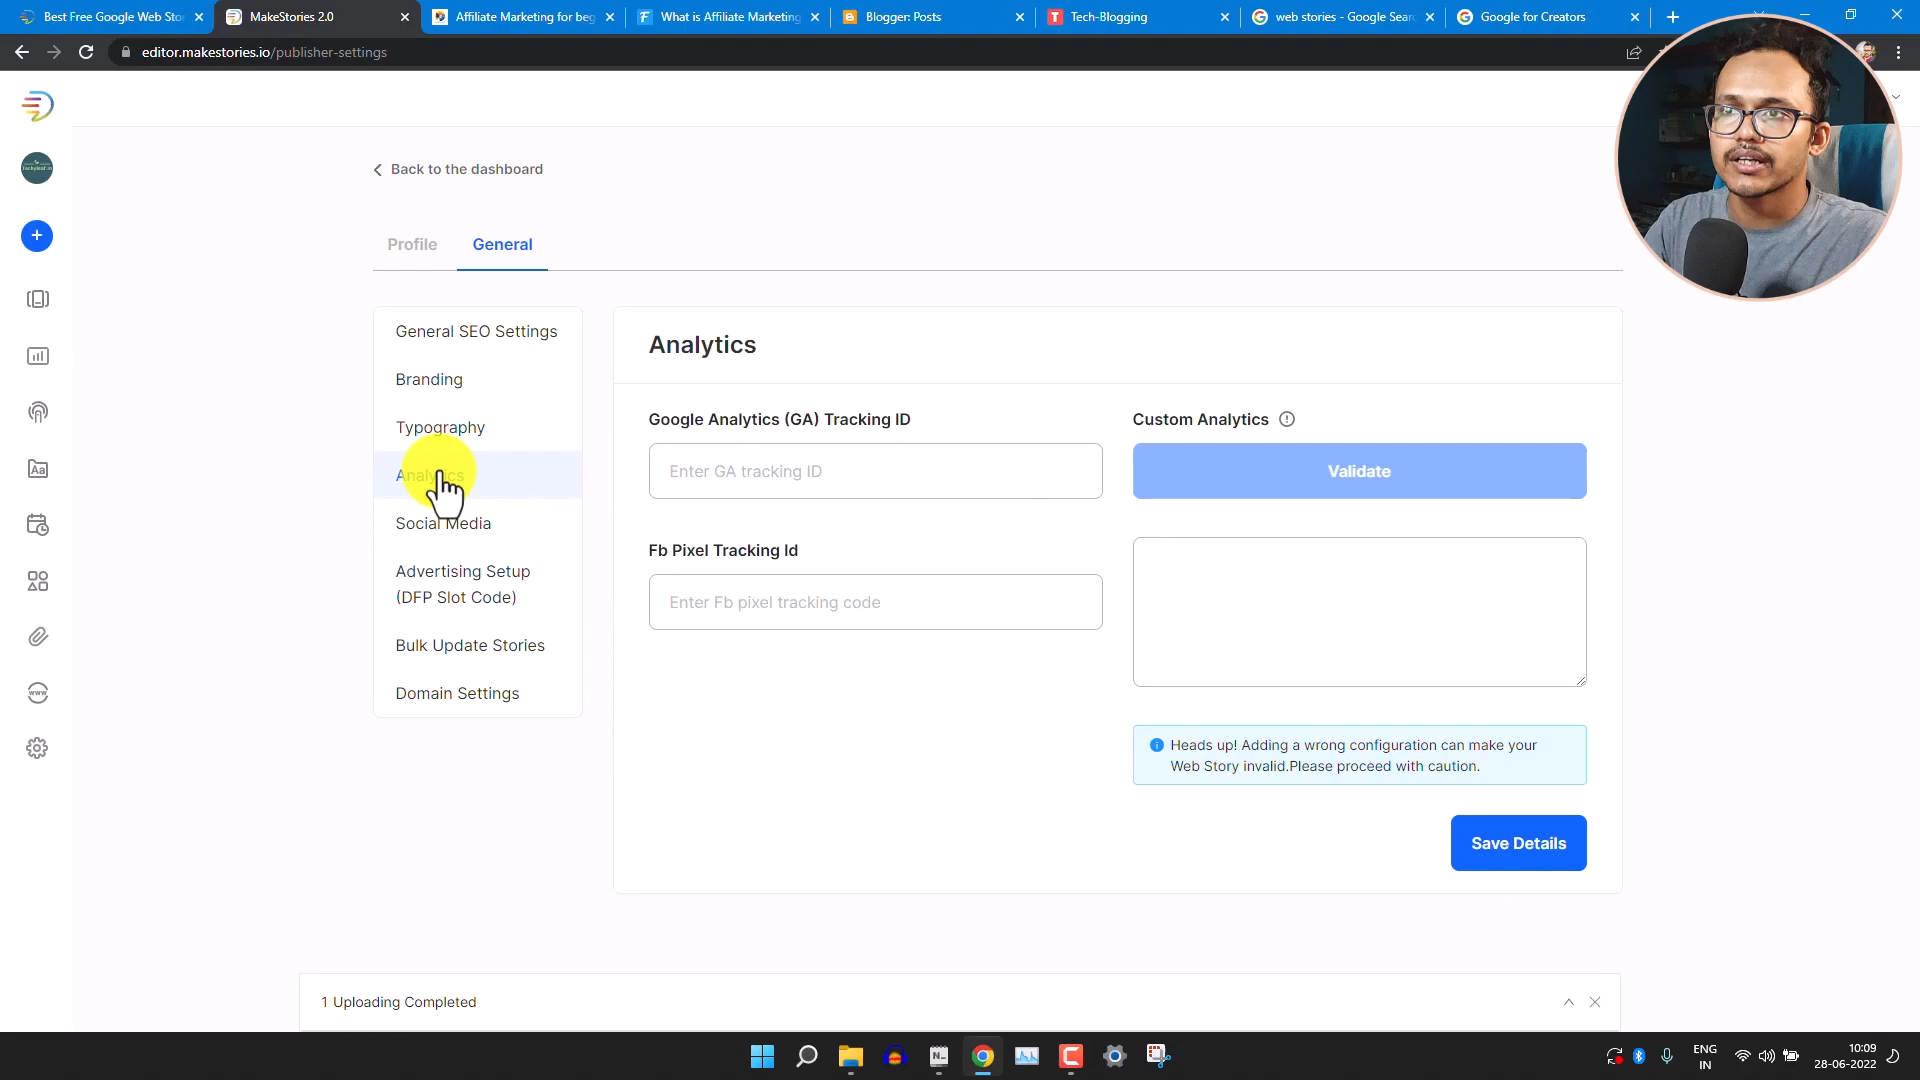 Best Free Google Web Sto
MakeStories 2.0
Affiliate Marketing for beg
What is Affiliate Marketing
Blogger: Posts
Tech-Blogging
web stories - Google Sear
Google for Creators
editor.makestories.io/publisher-settings
Back to the dashboard
Profile
General
General SEO Settings
Branding
Typography
Analytics
Social Media
Advertising Setup
(DFP Slot Code)
Bulk Update Stories
Domain Settings
Analytics
Google Analytics (GA) Tracking ID
Enter GA tracking ID
Fb Pixel Tracking Id
Enter Fb pixel tracking code
Custom Analytics
Validate
Heads up! Adding a wrong configuration can make your
Web Story invalid.Please proceed with caution.
Save Details
1 Uploading Completed
ENG
IN
10:09
28-06-2022